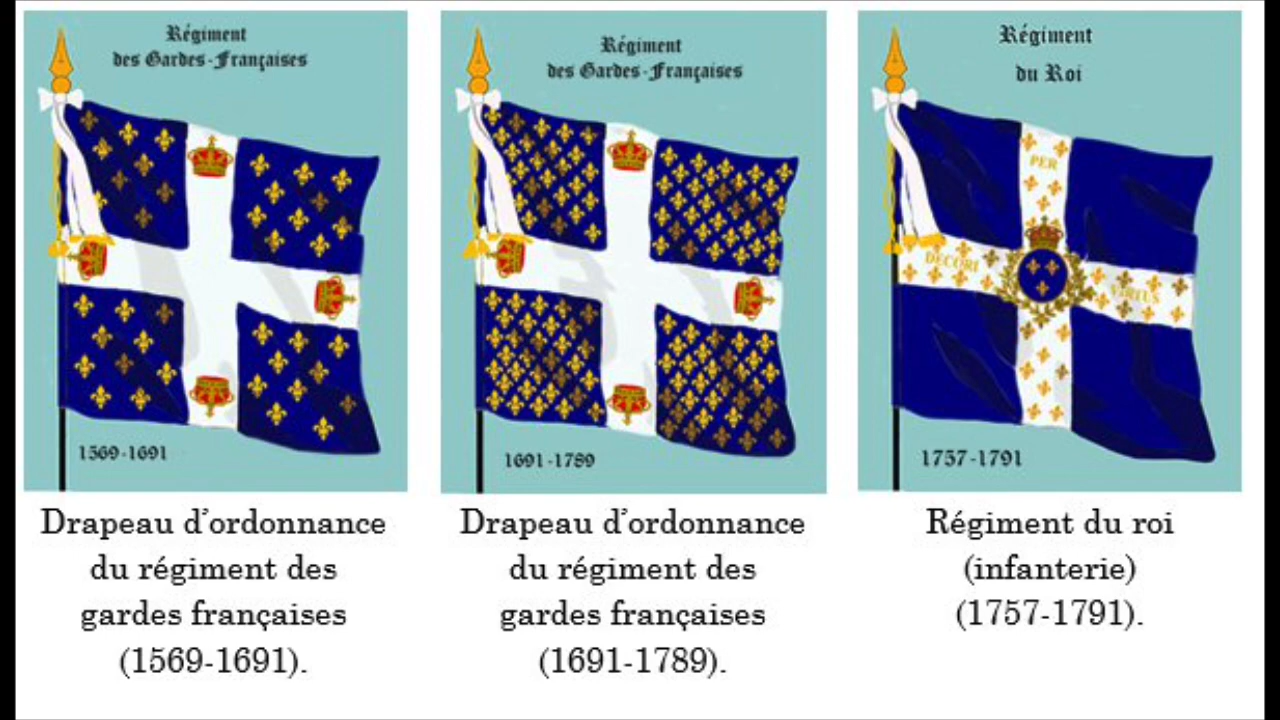 Régiment
des Gardes-Françaises
1569-1691
Drapeau d'ordonnance
du régiment des
gardes françaises
(1569-1691).
Régiment
des Gardes-Françaises
1691-1789
Drapeau d'ordonnance
du régiment des
gardes françaises
(1691-1789).
Régiment
du Roi
PER
DECORI
VIRTUS
1757-1791
Régiment du roi
(infanterie)
(1757-1791).